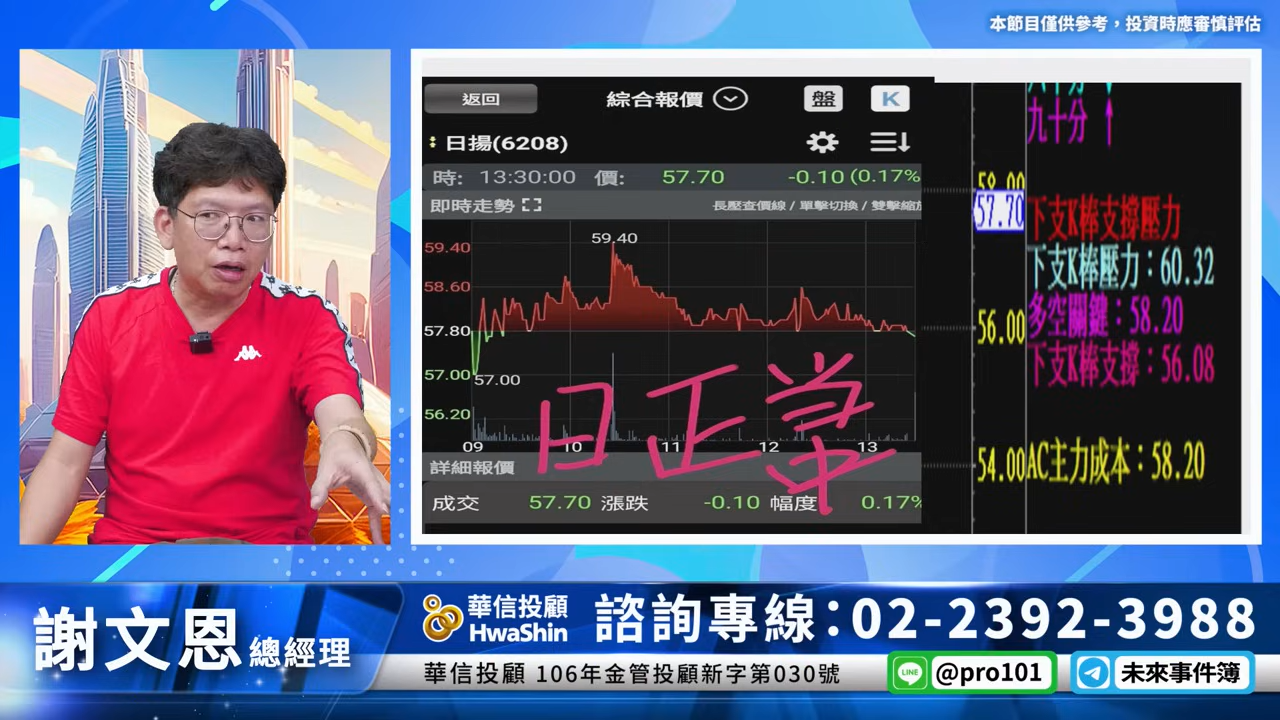 本節目僅供參考，投資時應審慎評估
返回
綜合報價
盤
K
日揚(6208)
時: 13:30:00 價: 57.70 -0.10 (0.17%
即時走勢
長壓查價線 / 單擊切換 / 雙擊縮放
59.40
59.40
58.60
57.80
57.00
57.00
56.20
09 10 11 12 13
日正當中
詳細報價
成交 57.70 漲跌 -0.10 幅度 0.17%
九十分 ↑
58.00
57.70
下支K棒支撐壓力
下支K棒壓力：60.32
多空關鍵：58.20
56.00
下支K棒支撐：56.08
54.00
AC主力成本：58.20
謝文恩 總經理
華信投顧
HwaShin
諮詢專線：02-2392-3988
華信投顧 106年金管投顧新字第030號
LINE
@pro101
未來事件簿
Kappa